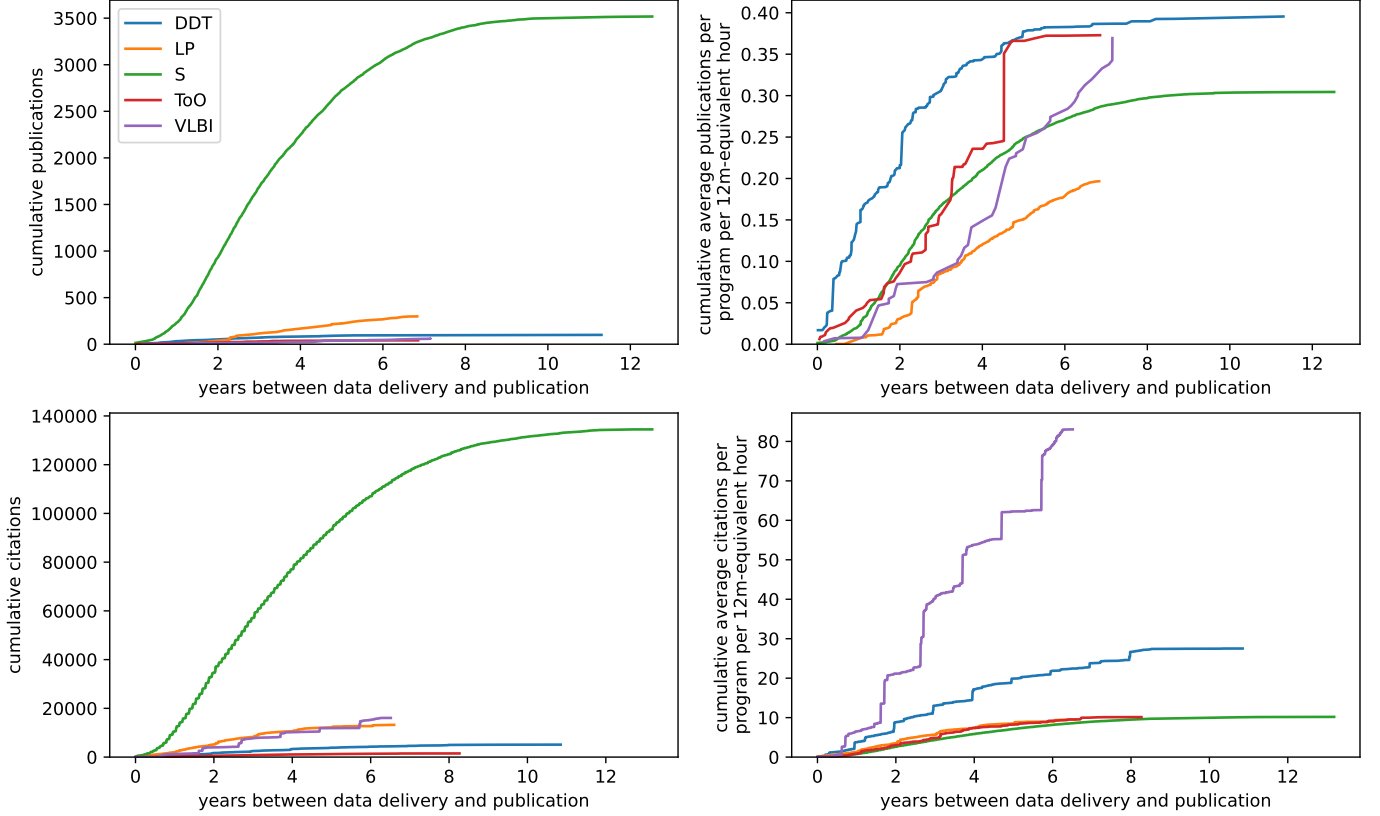 3500
3000
2500
2000
1500
1000
500
0
cumulative publications
DDT
LP
S
ToO
VLBI
0 2 4 6 8 10 12
years between data delivery and publication
0.40
0.35
0.30
0.25
0.20
0.15
0.10
0.05
0.00
cumulative average publications per
program per 12m-equivalent hour
0 2 4 6 8 10 12
years between data delivery and publication
140000
120000
100000
80000
60000
40000
20000
0
cumulative citations
0 2 4 6 8 10 12
years between data delivery and publication
80
70
60
50
40
30
20
10
0
cumulative average citations per
program per 12m-equivalent hour
0 2 4 6 8 10 12
years between data delivery and publication